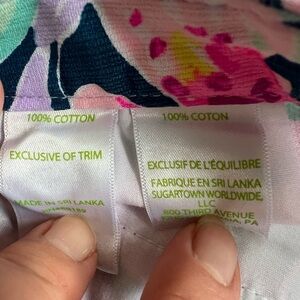 100% COTTON
EXCLUSIVE OF TRIM
MADE IN SRI LANKA
100% COTON
EXCLUSIF DE L'ÉQUILIBRE
FABRIQUE EN SRI LANKA
SUGARTOWN WORLDWIDE,
LLC
800 THIRD AVENUE
PA